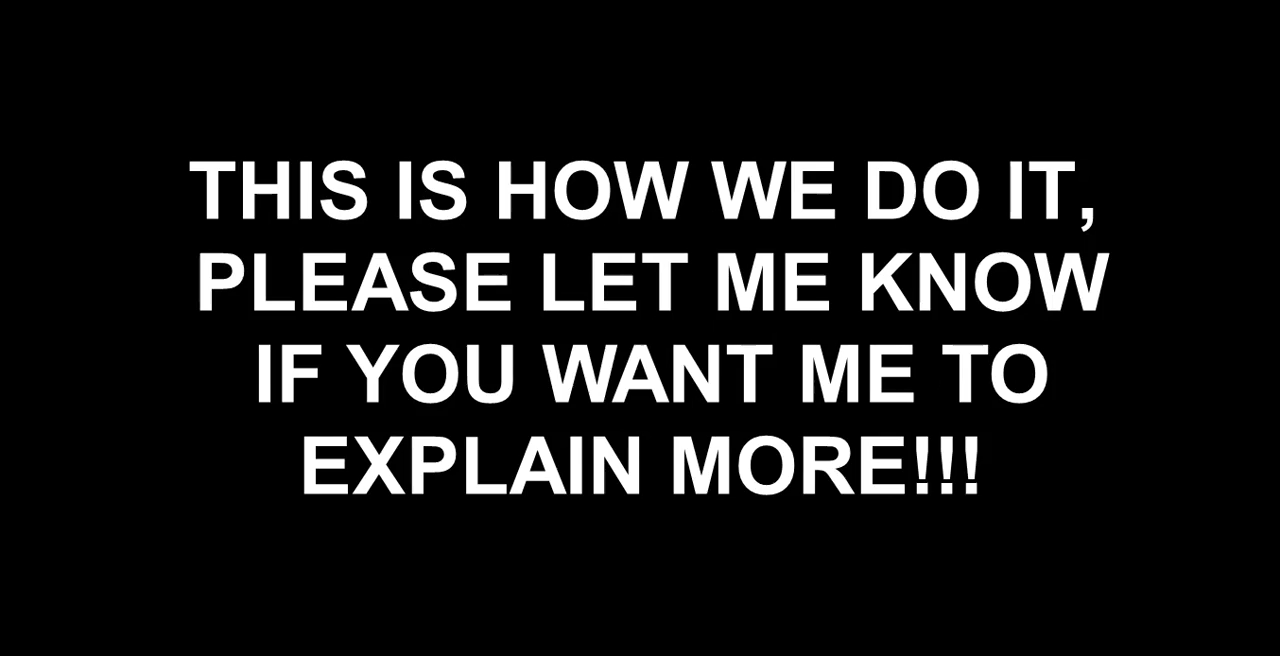 THIS IS HOW WE DO IT,
PLEASE LET ME KNOW
IF YOU WANT ME TO
EXPLAIN MORE!!!